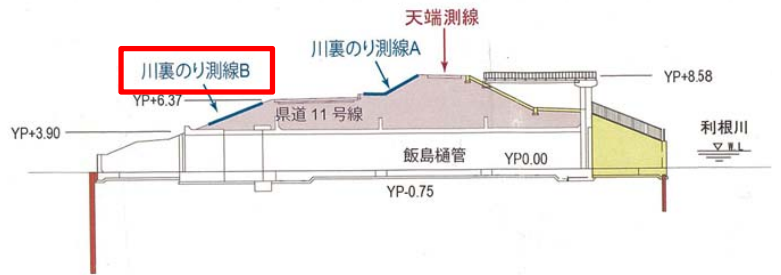 天端測線
川裏のり測線A
川裏のり測線B
YP+8.58
YP+6.37
県道11号線
YP+3.90
利根川
W.L
飯島樋管
YP0.00
YP-0.75